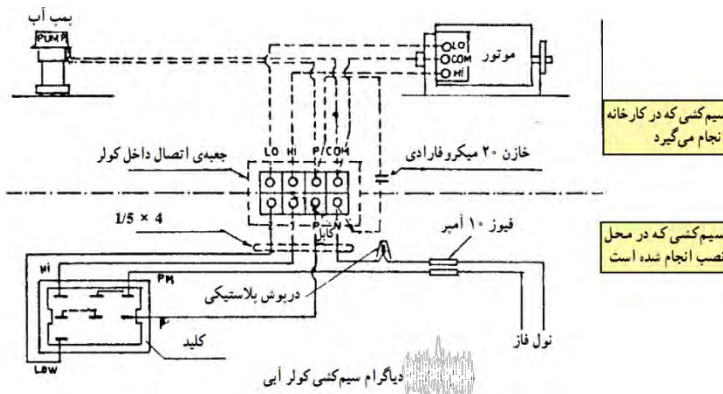 پمپ آب
PUMP
LO
COM
HI
موتور
سیم‌کشی که در کارخانه
انجام می‌گیرد
LO HI P/COM
خازن ۲۰ میکروفارادی
جعبه‌ی اتصال داخل کولر
1/5 × 4
کابل
P N
فیوز ۱۰ آمپر
سیم‌کشی که در محل
نصب انجام شده است
Hi
PM
درپوش پلاستیکی
P
کلید
نول فاز
LOW
دیاگرام سیم‌کشی کولر آبی